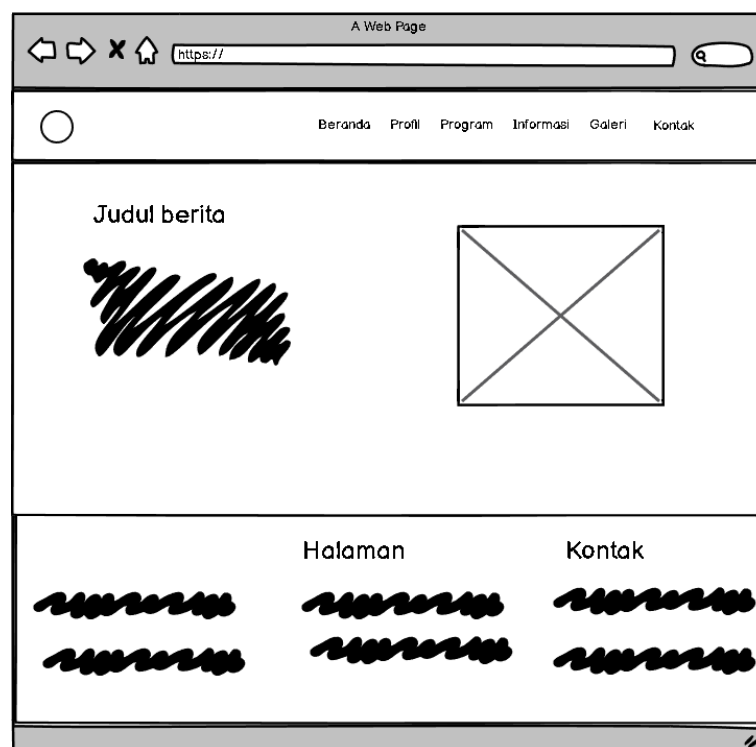 A Web Page
https://
Beranda Profil Program Informasi Galeri Kontak
Judul berita
Halaman Kontak